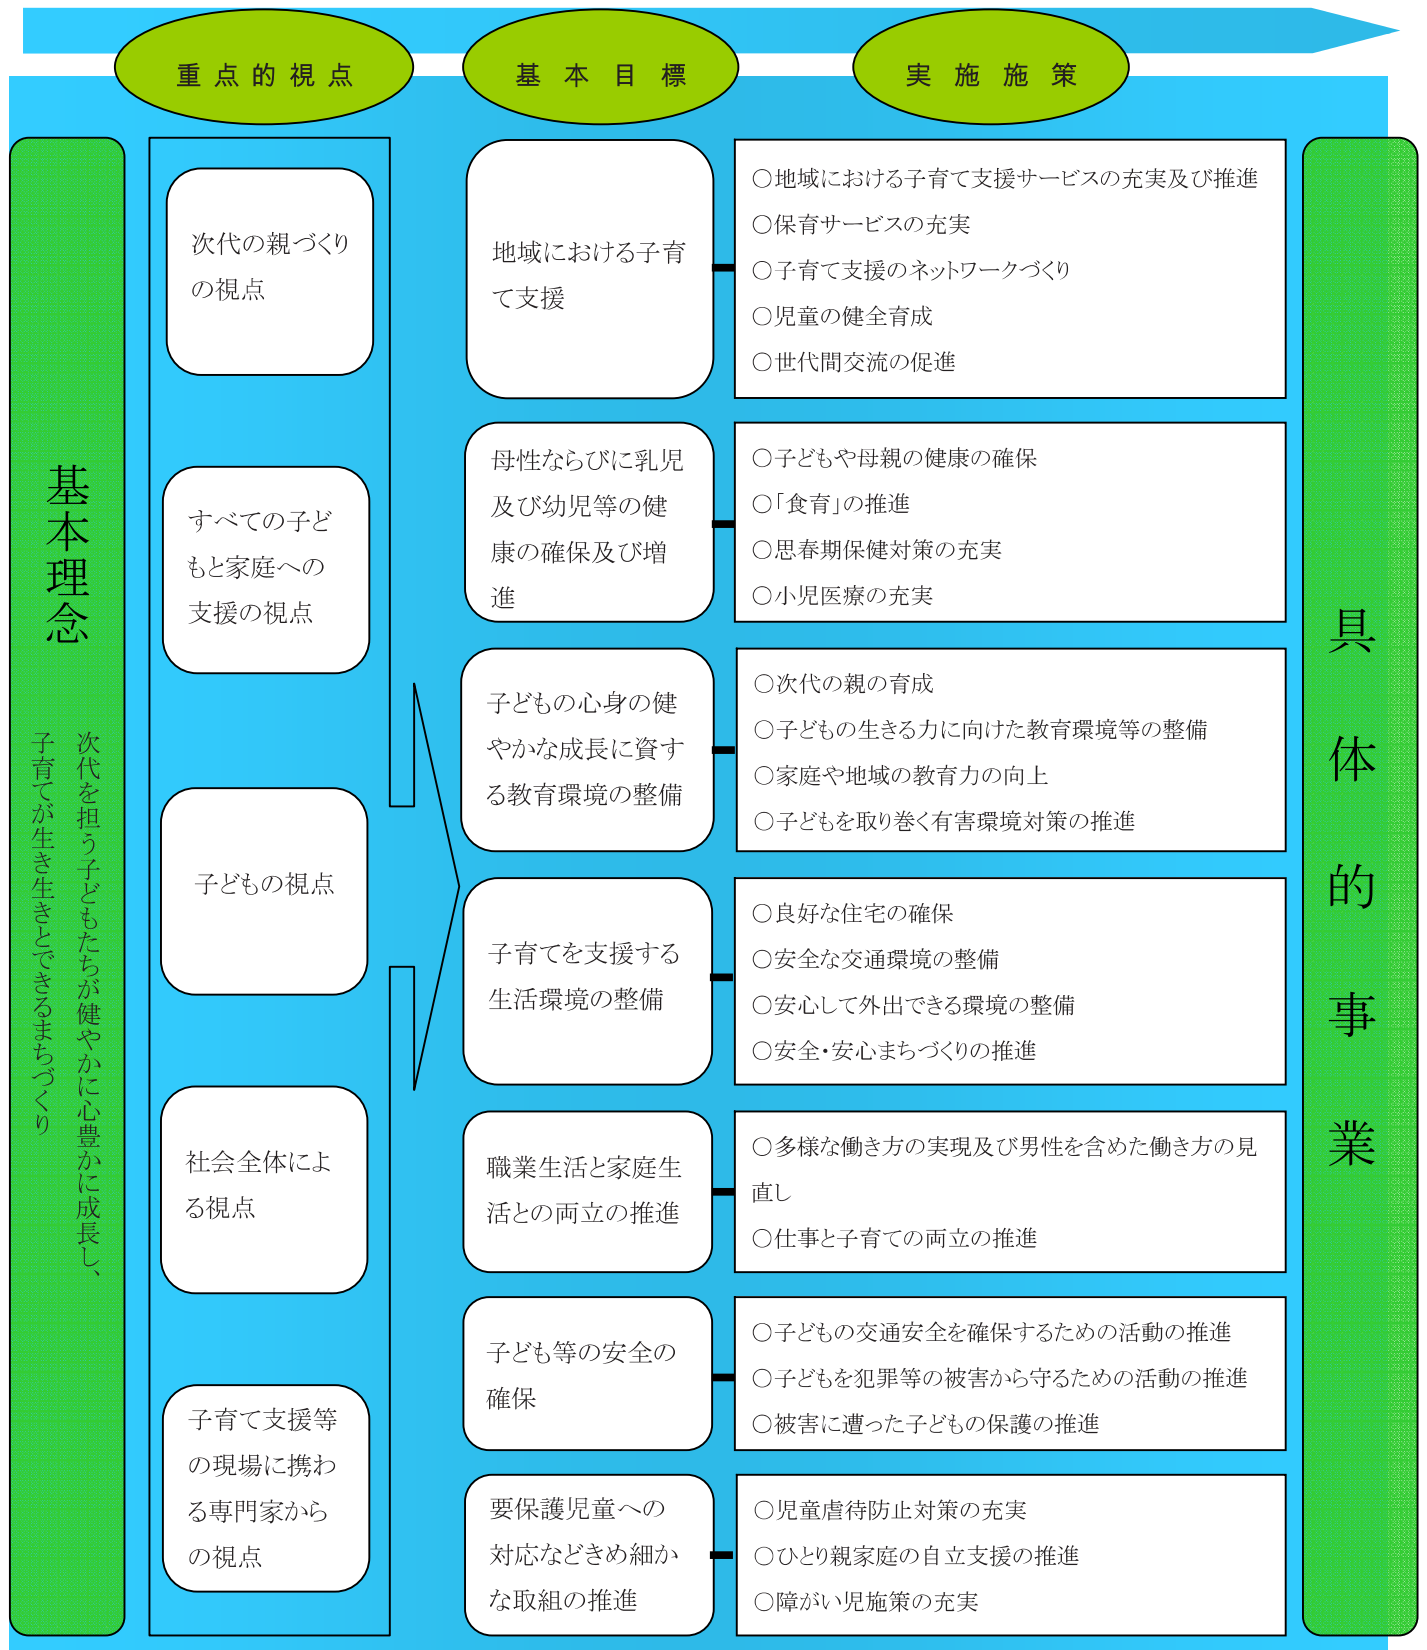 重点的視点
基本目標
実施施策
基本理念
次代を担う子どもたちが健やかに心豊かに成長し、
子育てが生き生きとできるまちづくり
次代の親づくり
の視点
すべての子ど
もと家庭への
支援の視点
子どもの視点
社会全体によ
る視点
子育て支援等
の現場に携わ
る専門家から
の視点
地域における子育
て支援
〇地域における子育て支援サービスの充実及び推進
〇保育サービスの充実
〇子育て支援のネットワークづくり
〇児童の健全育成
〇世代間交流の促進
母性ならびに乳児
及び幼児等の健
康の確保及び増
進
〇子どもや母親の健康の確保
〇「食育」の推進
〇思春期保健対策の充実
〇小児医療の充実
子どもの心身の健
やかな成長に資す
る教育環境の整備
〇次代の親の育成
〇子どもの生きる力に向けた教育環境等の整備
〇家庭や地域の教育力の向上
〇子どもを取り巻く有害環境対策の推進
子育てを支援する
生活環境の整備
〇良好な住宅の確保
〇安全な交通環境の整備
〇安心して外出できる環境の整備
〇安全・安心まちづくりの推進
職業生活と家庭生
活との両立の推進
〇多様な働き方の実現及び男性を含めた働き方の見
直し
〇仕事と子育ての両立の推進
子ども等の安全の
確保
〇子どもの交通安全を確保するための活動の推進
〇子どもを犯罪等の被害から守るための活動の推進
〇被害に遭った子どもの保護の推進
要保護児童への
対応などきめ細か
な取組の推進
〇児童虐待防止対策の充実
〇ひとり親家庭の自立支援の推進
〇障がい児施策の充実
具体的事業